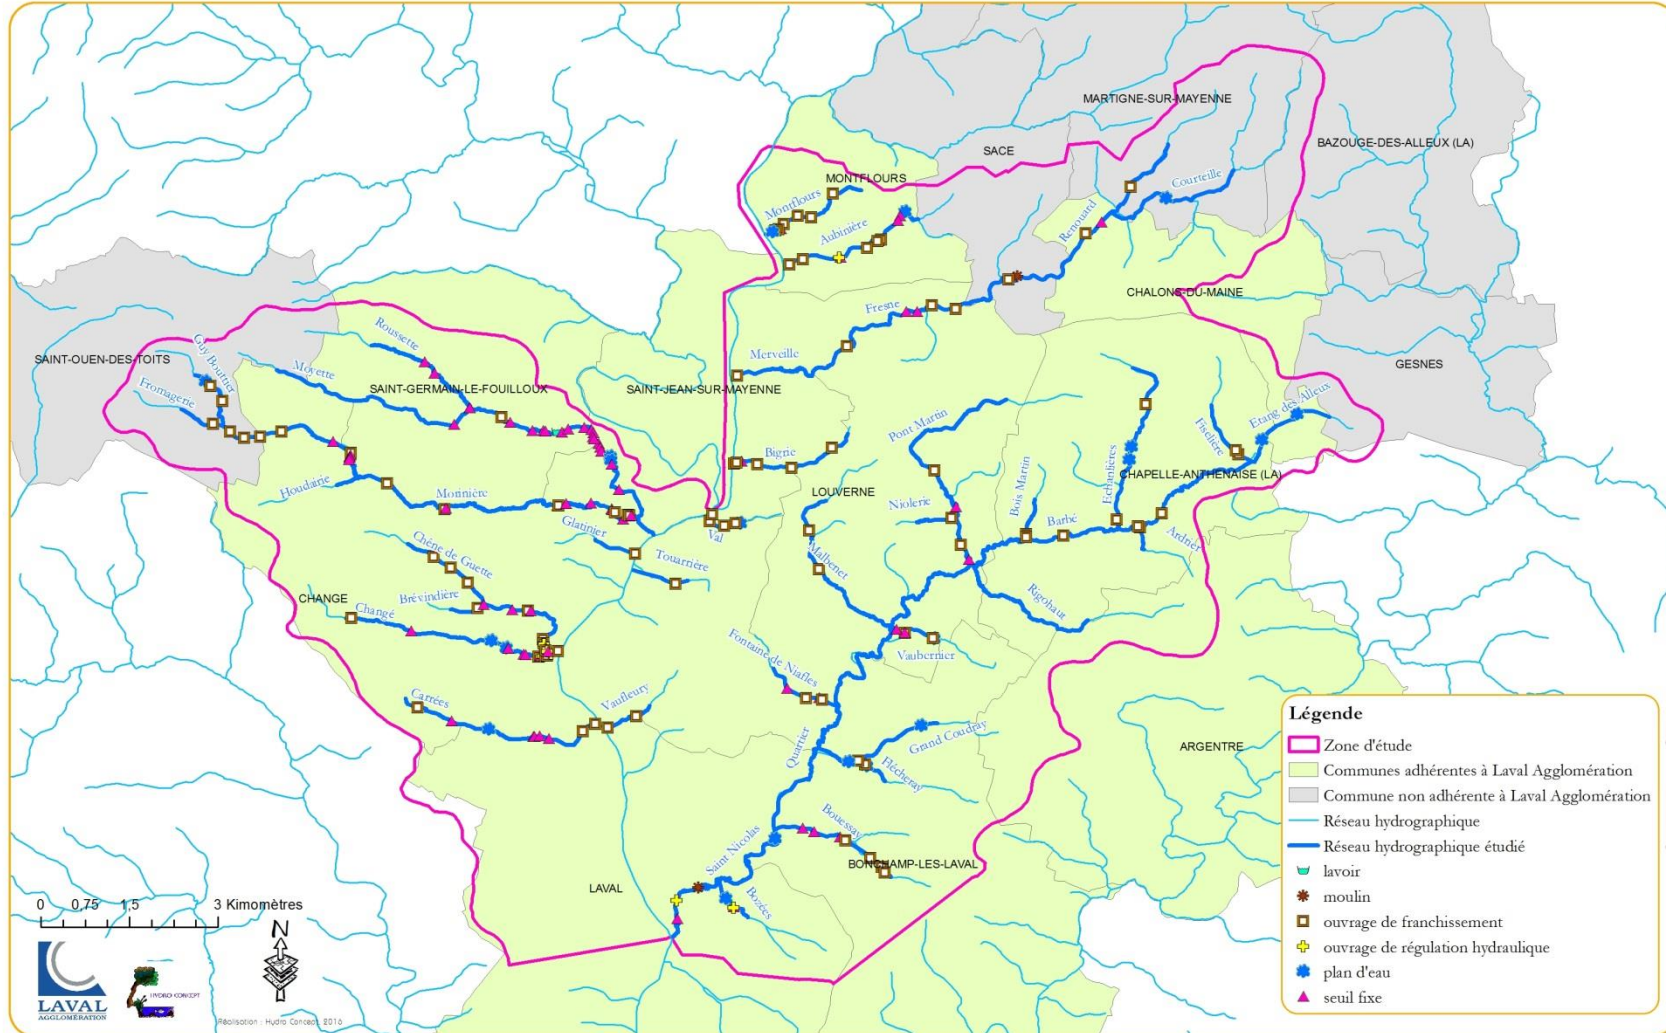 MARTIGNE-SUR-MAYENNE
BAZOUGE-DES-ALLEUX (LA)
SACE
MONTFLOURS
Courteille
Montflours
Renouard
Aubinière
CHALONS-DU-MAINE
Fresne
Roussette
Guy Bouttier
SAINT-OUEN-DES-TOITS
Merveille
GESNES
Moyette
Fromagerie
SAINT-GERMAIN-LE-FOUILLOUX
SAINT-JEAN-SUR-MAYENNE
Etang des Alleux
Pont Martin
Fiselière
Bigne
CHAPELLE-ANTHENAISE (LA)
Echarlières
Houdairie
Morinière
LOUVERNE
Bois Martin
Niolerie
Barbé
Glatinier
Val
Ardrier
Touarrière
Malbenet
Chêne de Guette
Brévindière
CHANGE
Changé
Rigohaut
Fontaine de Niafles
Vaubernier
Carrées
Vaufleury
Quartier
Grand Coudray
Flécheray
ARGENTRE
Bouessay
Saint Nicolas
BONCHAMP-LES-LAVAL
LAVAL
Bozées
Légende
Zone d'étude
Communes adhérentes à Laval Agglomération
Commune non adhérente à Laval Agglomération
Réseau hydrographique
Réseau hydrographique étudié
lavoir
moulin
ouvrage de franchissement
ouvrage de régulation hydraulique
plan d'eau
seuil fixe
0 0,75 1,5 3 Kimomètres
N
LAVAL
AGGLOMÉRATION
HYDRO CONCEPT
Réalisation : Hydro Concept, 2016